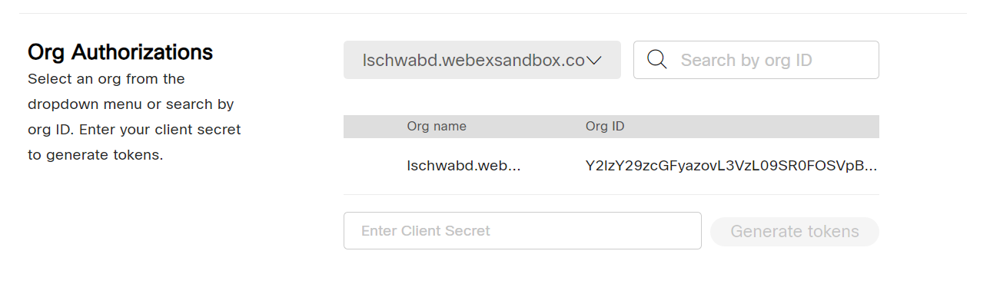 Org Authorizations
Select an org from the
dropdown menu or search by
org ID. Enter your client secret
to generate tokens.
lschwabd.webexsandbox.co
Search by org ID
Org name Org ID
lschwabd.web... Y2lzY29zcGFyazovL3VzL09SR0FOSVpB...
Enter Client Secret
Generate tokens